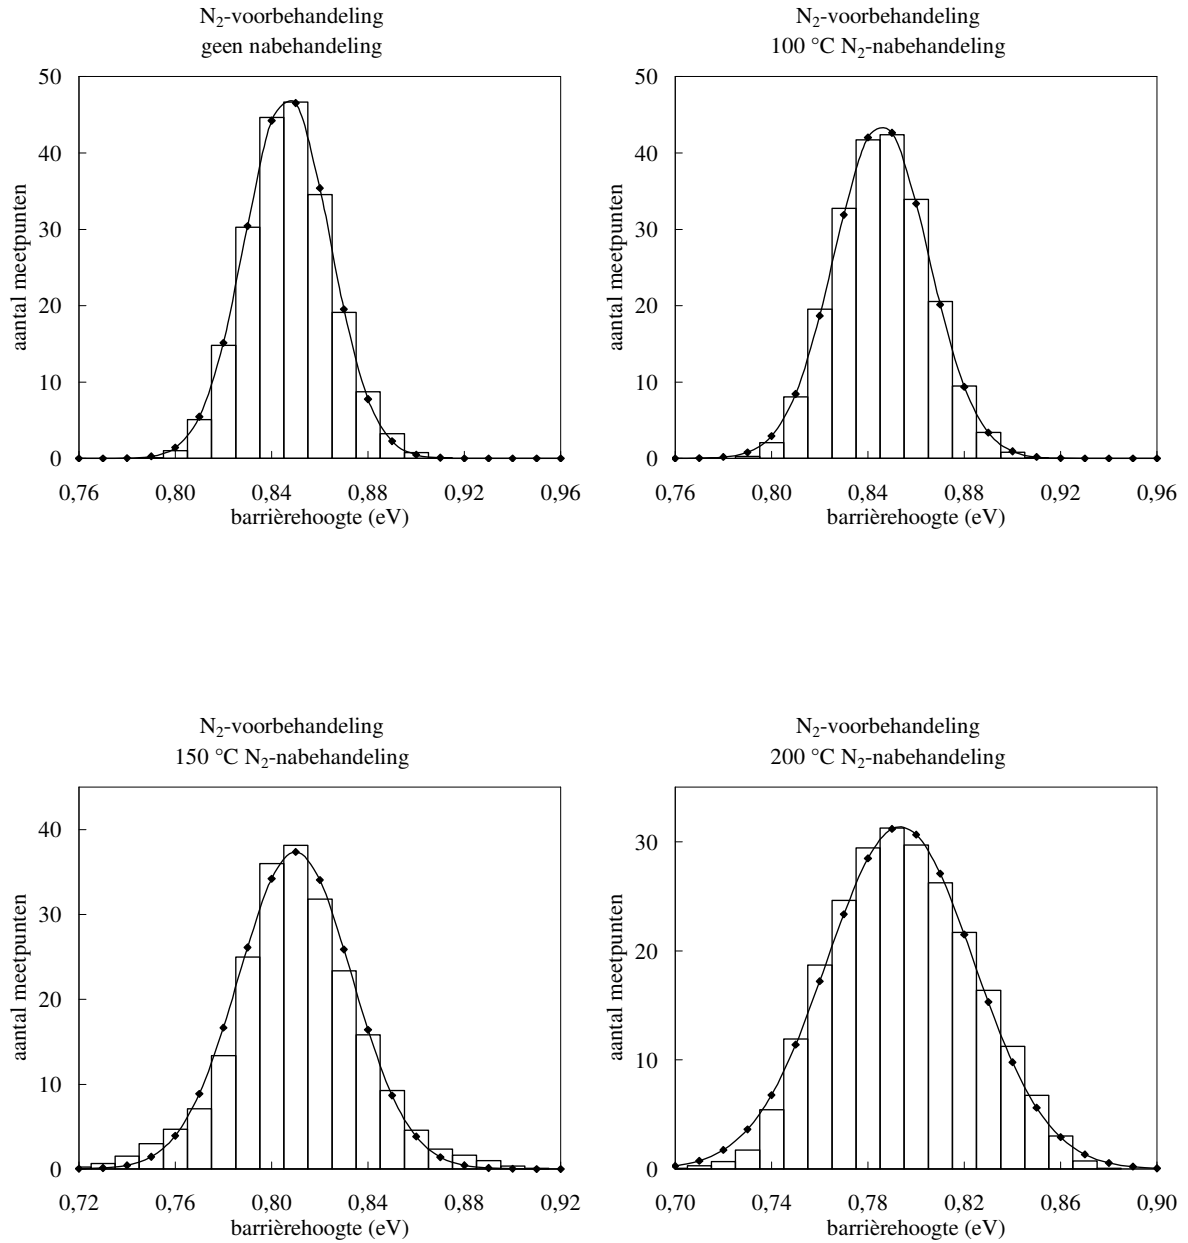 N₂-voorbehandeling
geen nabehandeling
50
40
30
20
10
0
aantal meetpunten
0,76 0,80 0,84 0,88 0,92 0,96
barrièrehoogte (eV)
N₂-voorbehandeling
100 °C N₂-nabehandeling
50
40
30
20
10
0
aantal meetpunten
0,76 0,80 0,84 0,88 0,92 0,96
barrièrehoogte (eV)
N₂-voorbehandeling
150 °C N₂-nabehandeling
40
30
20
10
0
aantal meetpunten
0,72 0,76 0,80 0,84 0,88 0,92
barrièrehoogte (eV)
N₂-voorbehandeling
200 °C N₂-nabehandeling
30
20
10
0
aantal meetpunten
0,70 0,74 0,78 0,82 0,86 0,90
barrièrehoogte (eV)